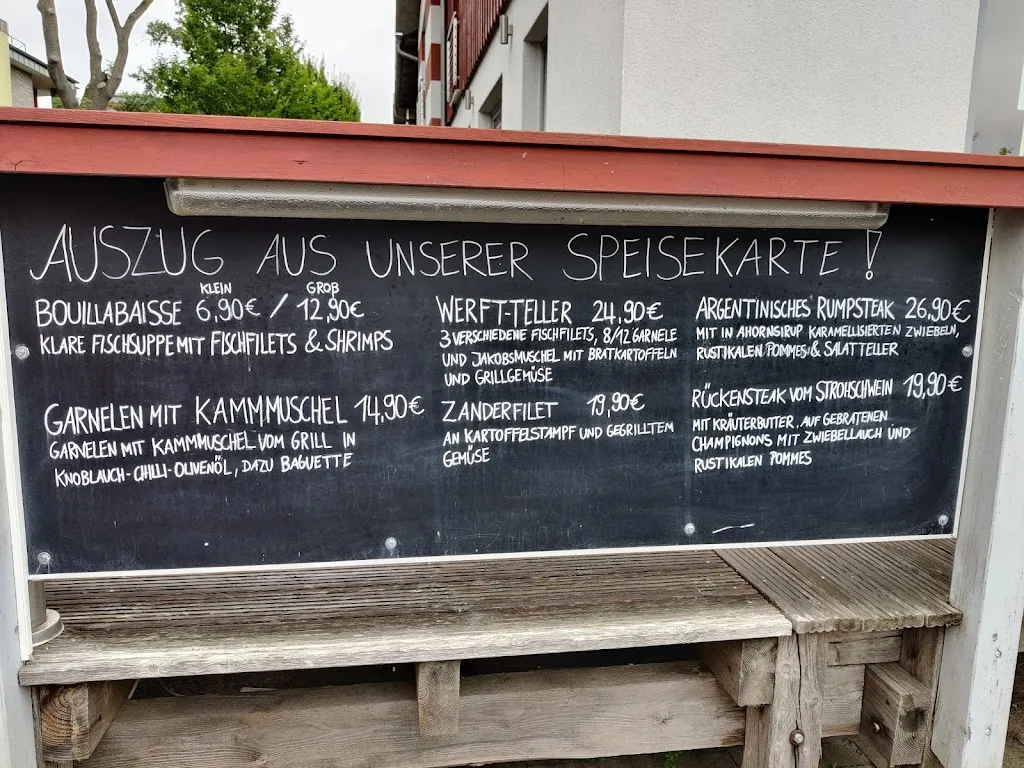 AUSZUG AUS UNSERER SPEISEKARTE!
KLEIN GROß
BOUILLABAISSE 6,90€ / 12,90€
KLARE FISCHSUPPE MIT FISCHFILETS & SHRIMPS
GARNELEN MIT KAMMMUSCHEL 14,90€
GARNELEN MIT KAMMMUSCHEL VOM GRILL IN
KNOBLAUCH-CHILLI-OLIVENÖL, DAZU BAGUETTE
WERFT-TELLER 24,90€
3 VERSCHIEDENE FISCHFILETS, 8/12 GARNELE
UND JAKOBSMUSCHEL MIT BRATKARTOFFELN
UND GRILLGEMÜSE
ZANDERFILET 19,90€
AN KARTOFFELSTAMPF UND GEGRILLTEM
GEMÜSE
ARGENTINISCHES RUMPSTEAK 26,90€
MIT IN AHORNSIRUP KARAMELLISIERTEN ZWIEBELN,
RUSTIKALEN POMMES & SALATTELLER
RÜCKENSTEAK VOM STROHSCHWEIN 19,90€
MIT KRÄUTERBUTTER, AUF GEBRATENEN
CHAMPIGNONS MIT ZWIEBELLAUCH UND
RUSTIKALEN POMMES